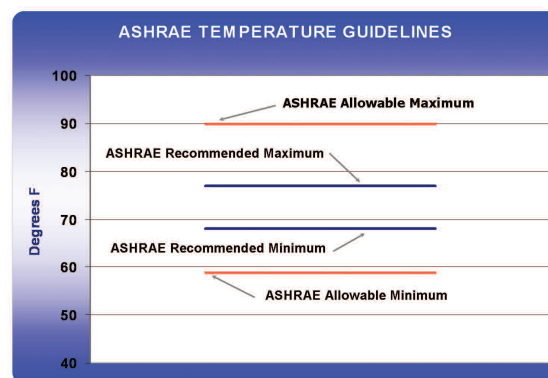 ASHRAE TEMPERATURE GUIDELINES
100
ASHRAE Allowable Maximum
90
ASHRAE Recommended Maximum
80
70
ASHRAE Recommended Minimum
60
ASHRAE Allowable Minimum
50
40
Degrees F